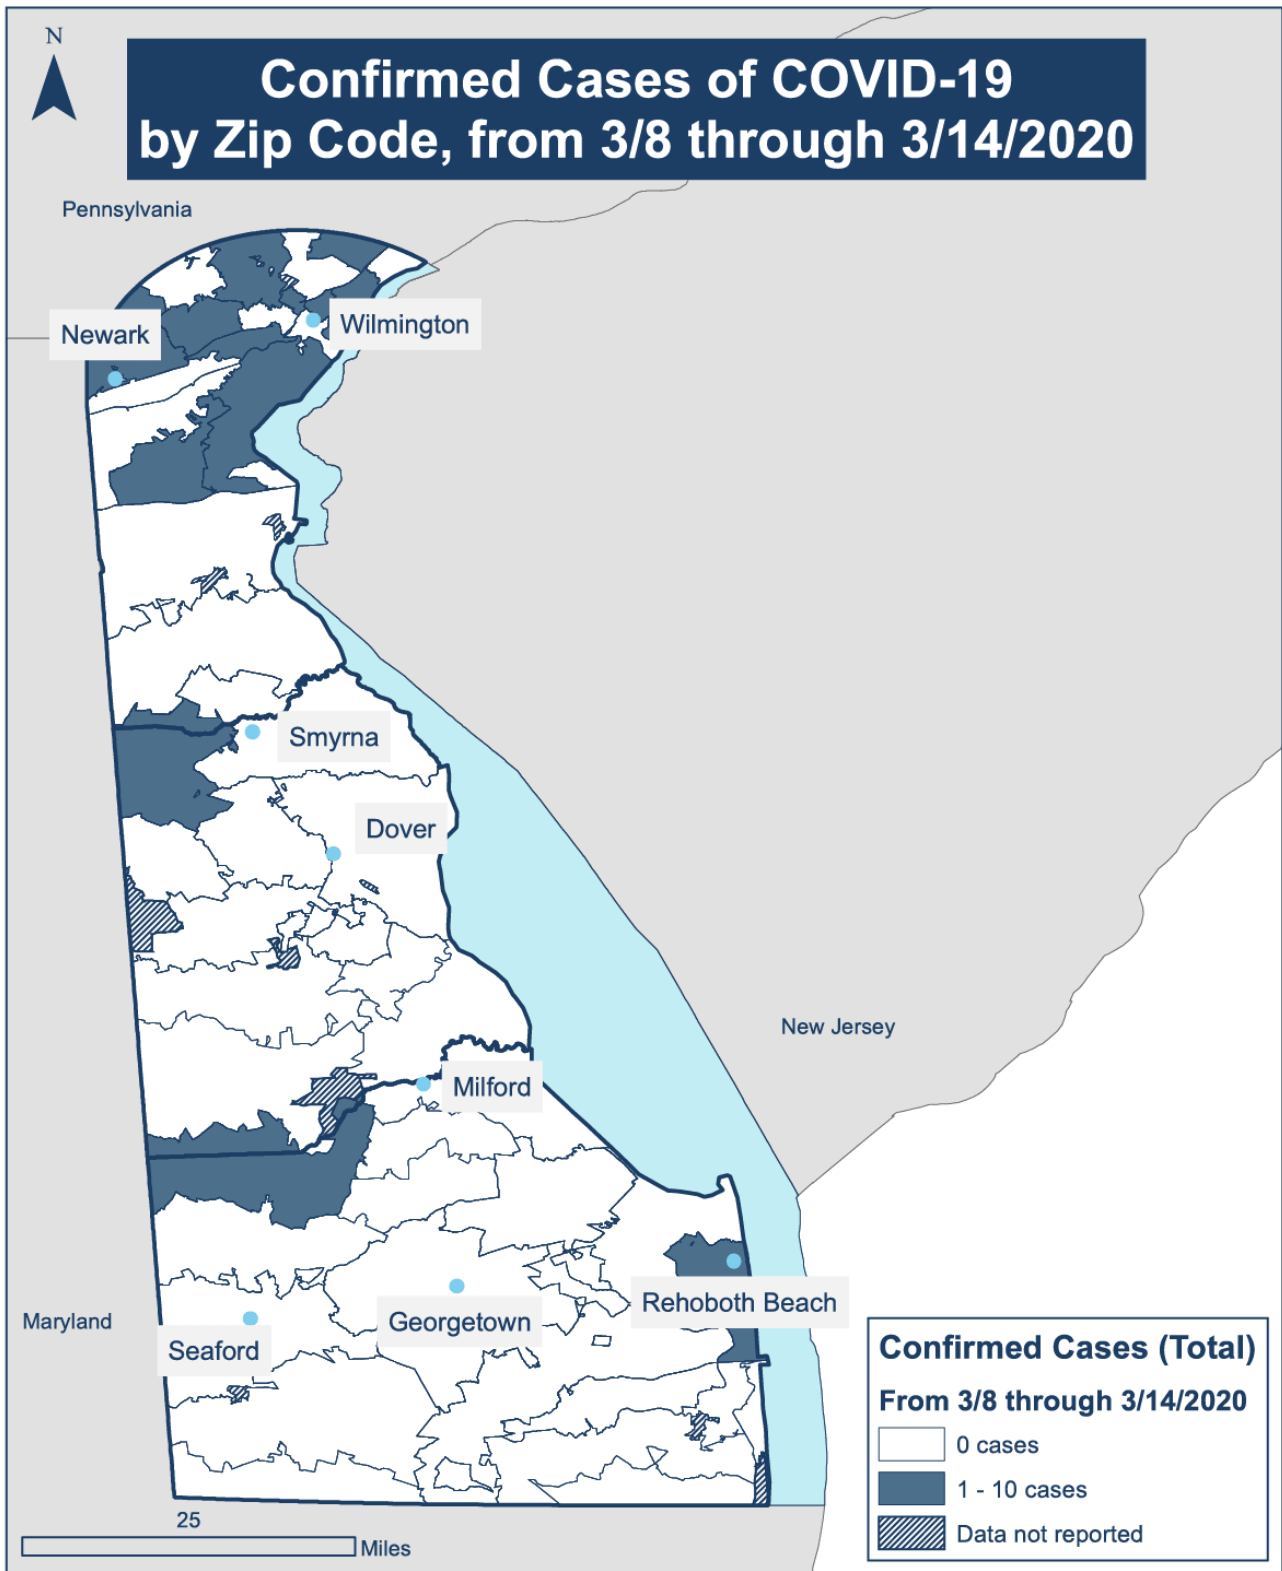 N
Confirmed Cases of COVID-19
by Zip Code, from 3/8 through 3/14/2020
Pennsylvania
Newark
Wilmington
Smyrna
Dover
New Jersey
Milford
Rehoboth Beach
Maryland
Georgetown
Seaford
Confirmed Cases (Total)
From 3/8 through 3/14/2020
0 cases
1 - 10 cases
Data not reported
25
Miles